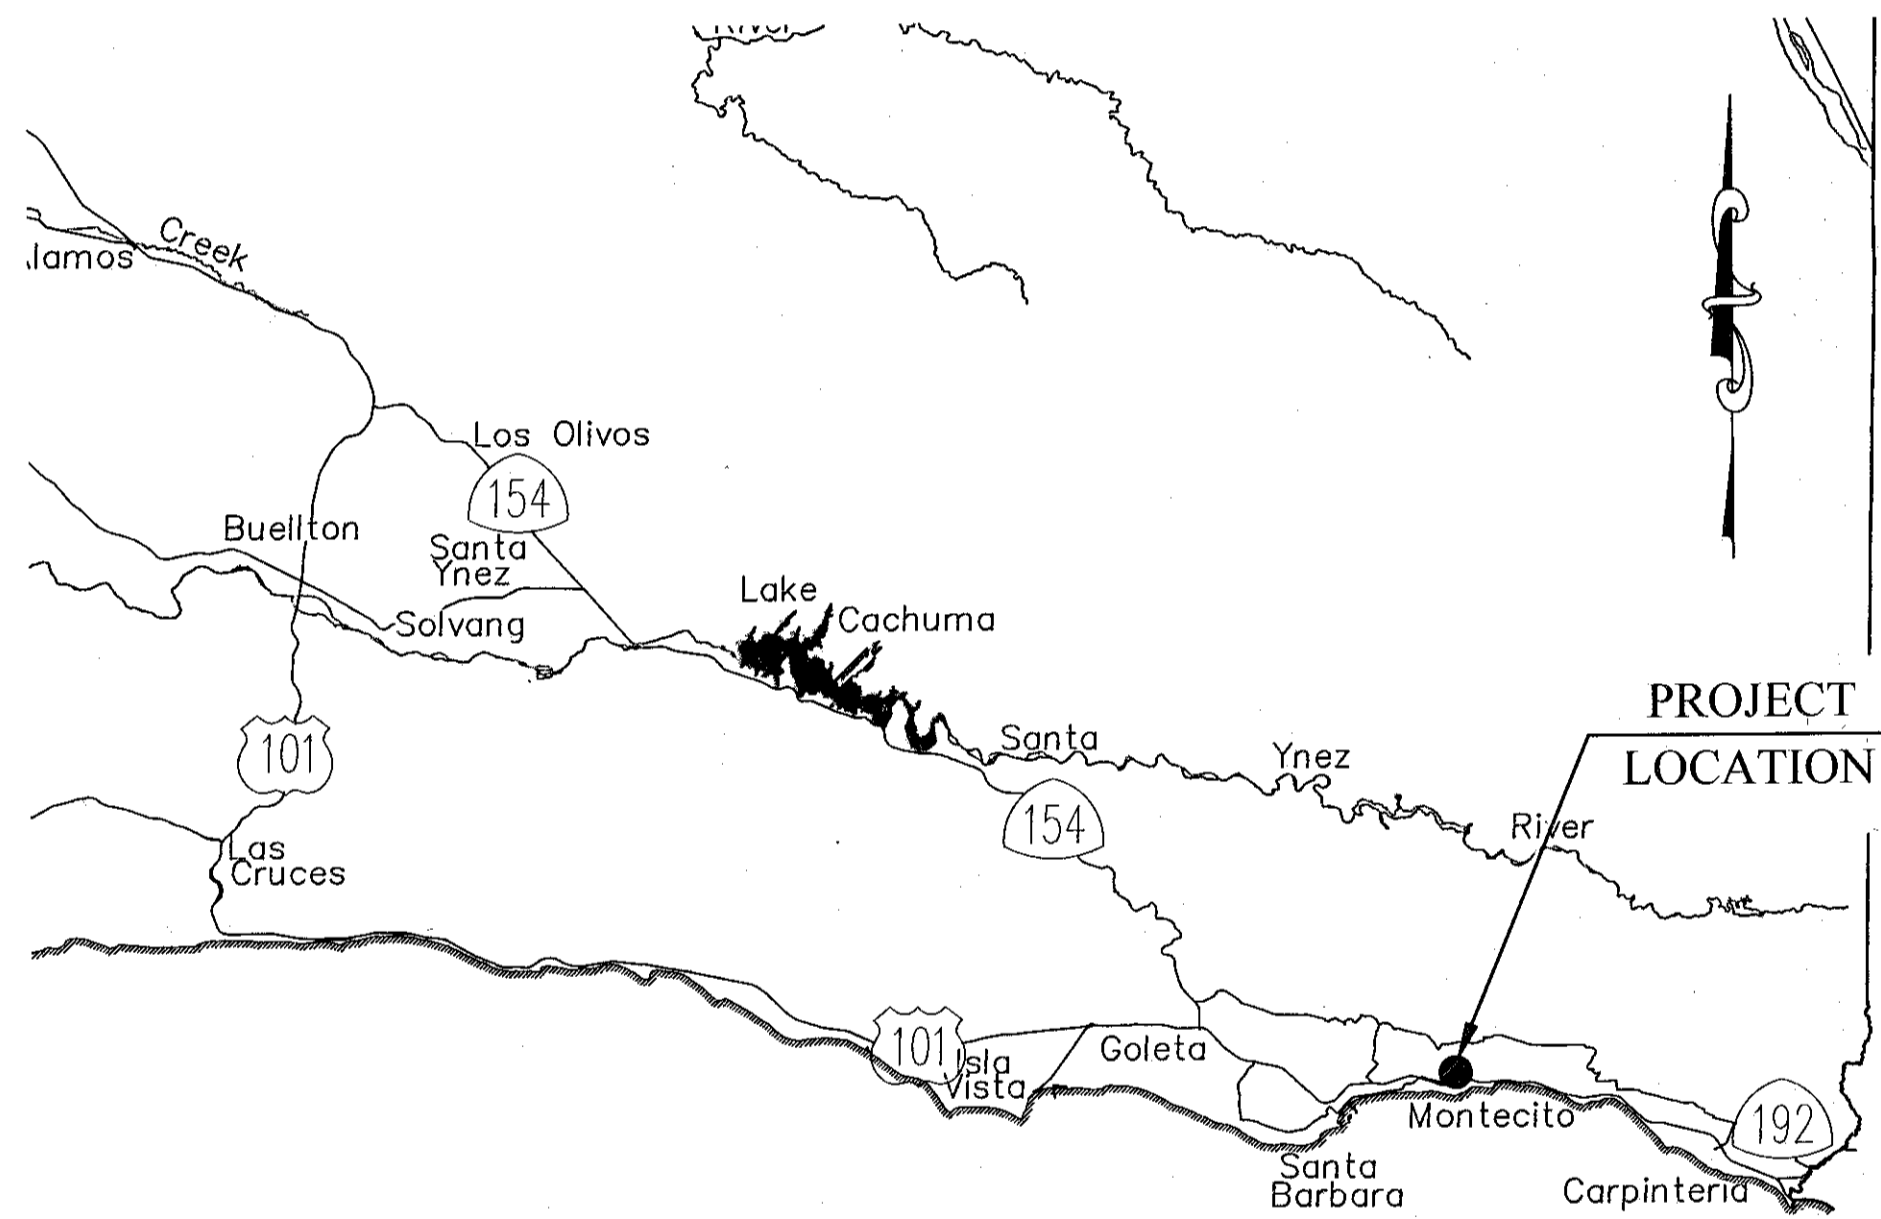 River
Creek
lamos
Los Olivos
154
Buellton
Santa
Ynez
Solvang
Lake
Cachuma
101
Santa
Ynez
River
PROJECT
LOCATION
154
Las
Cruces
101
Isla
Vista
Goleta
Montecito
192
Santa
Barbara
Carpinteria